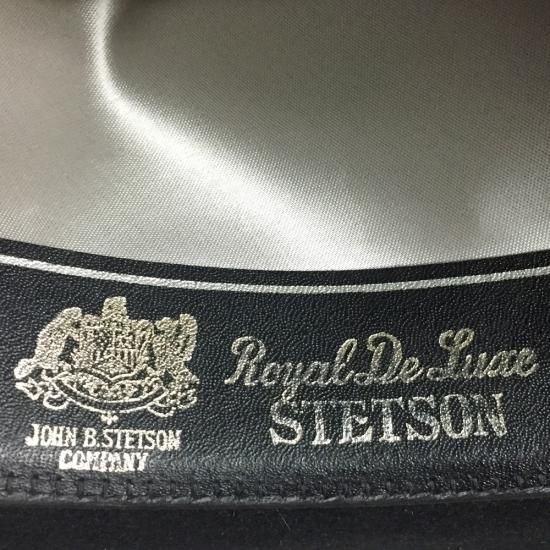 JOHN B. STETSON
COMPANY
Royal De Luxe
STETSON